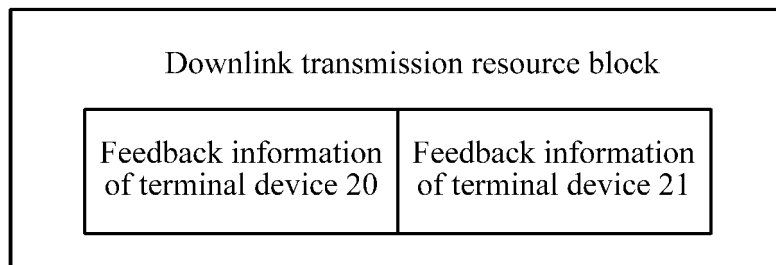 Downlink transmission resource block
Feedback information
of terminal device 20
Feedback information
of terminal device 21